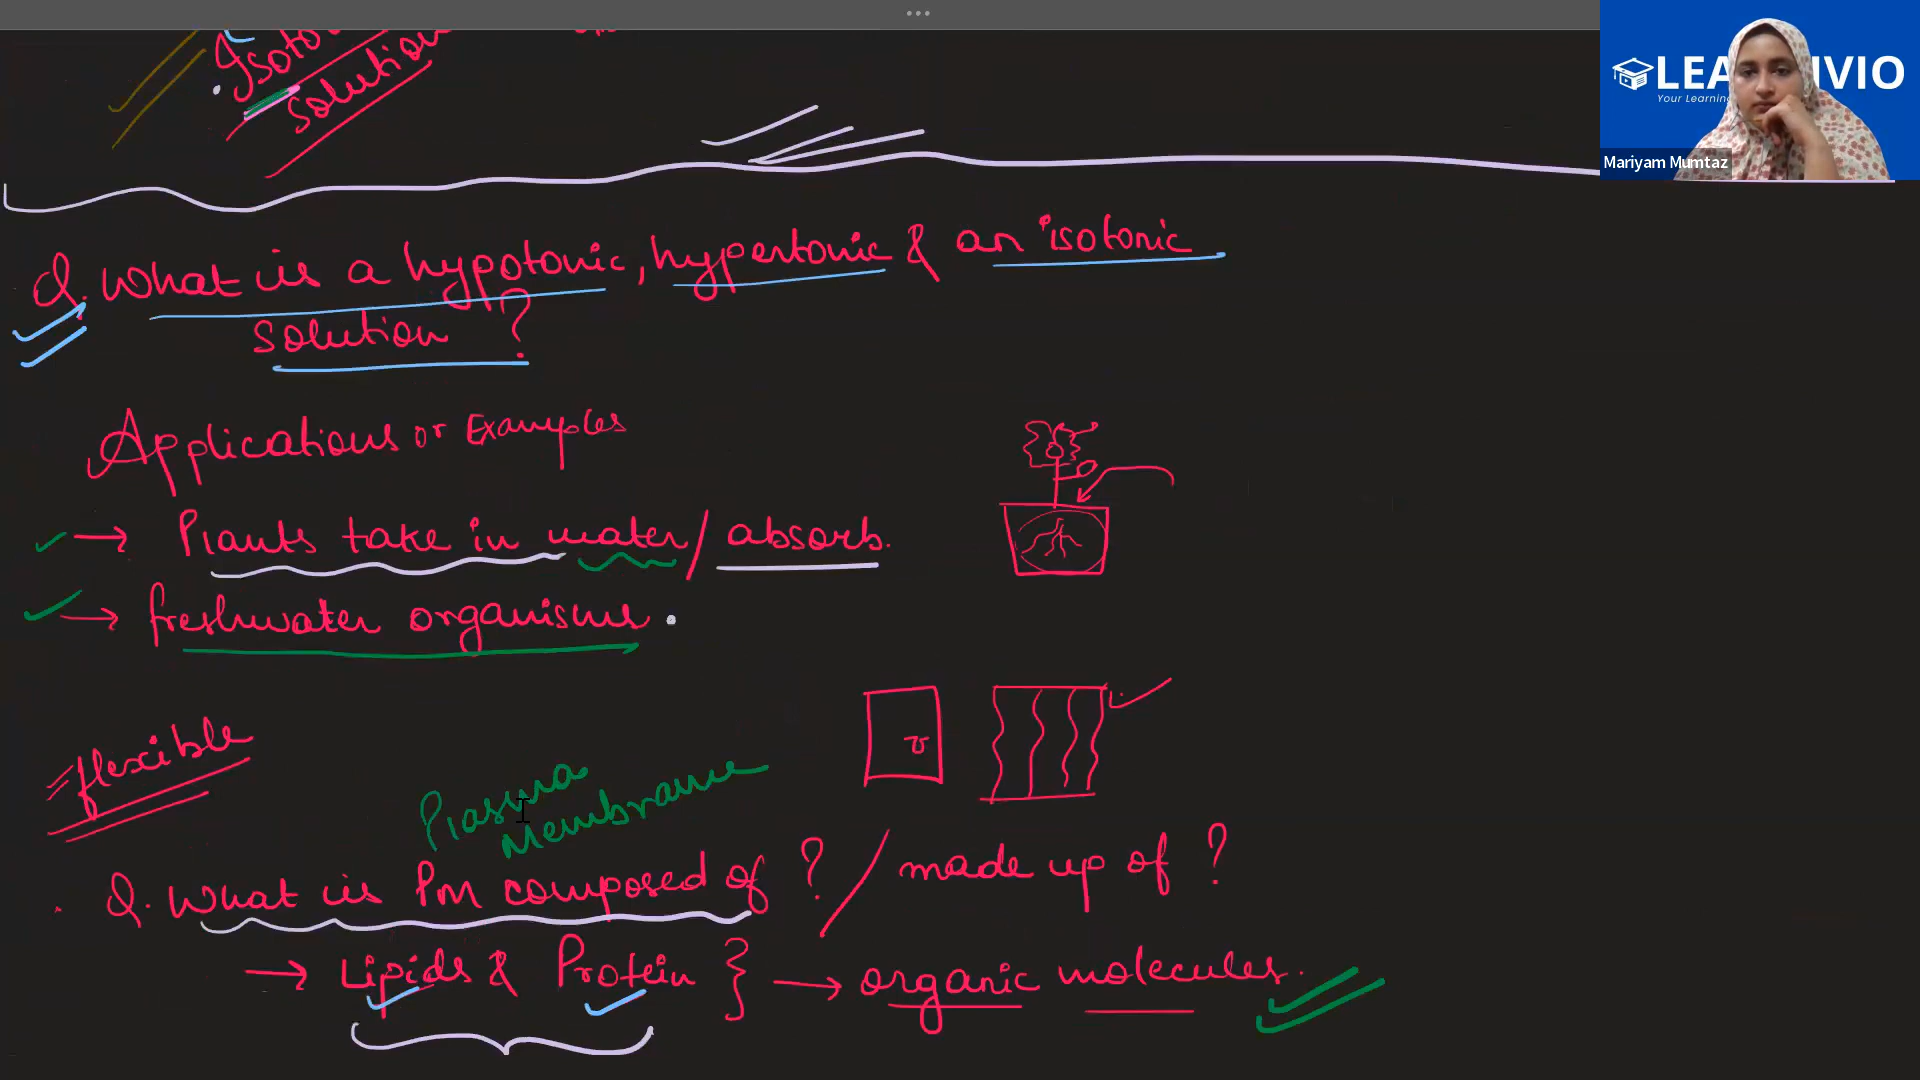 Isoto
solution
LEA IVIO
Your Learnin
Mariyam Mumtaz
Q. What is a hypotonic, hypertonic & an isotonic
solution ?
Applications or Examples
→ Plants take in water/ absorb.
→ freshwater organisms.
flexible
Plasma
Membrane
Q. What is PM composed of ? / made up of ?
→ Lipids & Protein } → organic molecules.